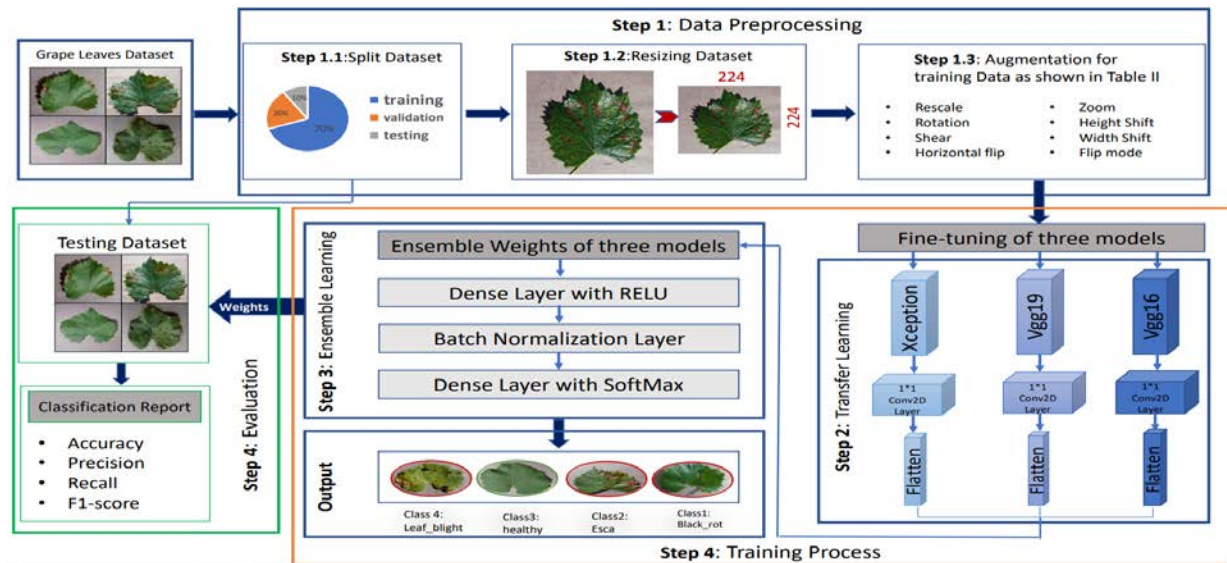 Step 1: Data Preprocessing
Grape Leaves Dataset
Step 1.1:Split Dataset
10%
20%
70%
training
validation
testing
Step 1.2:Resizing Dataset
224
224
Step 1.3: Augmentation for
training Data as shown in Table II
• Rescale
• Rotation
• Shear
• Horizontal flip
• Zoom
• Height Shift
• Width Shift
• Flip mode
Fine-tuning of three models
Step 2: Transfer Learning
Xception
Vgg19
Vgg16
1*1
Conv2D
Layer
1*1
Conv2D
Layer
1*1
Conv2D
Layer
Flatten
Flatten
Flatten
Step 3: Ensemble Learning
Ensemble Weights of three models
Dense Layer with RELU
Batch Normalization Layer
Dense Layer with SoftMax
Output
Class 4:
Leaf_blight
Class3:
healthy
Class2:
Esca
Class1:
Black_rot
Step 4: Training Process
Weights
Testing Dataset
Classification Report
• Accuracy
• Precision
• Recall
• F1-score
Step 4: Evaluation